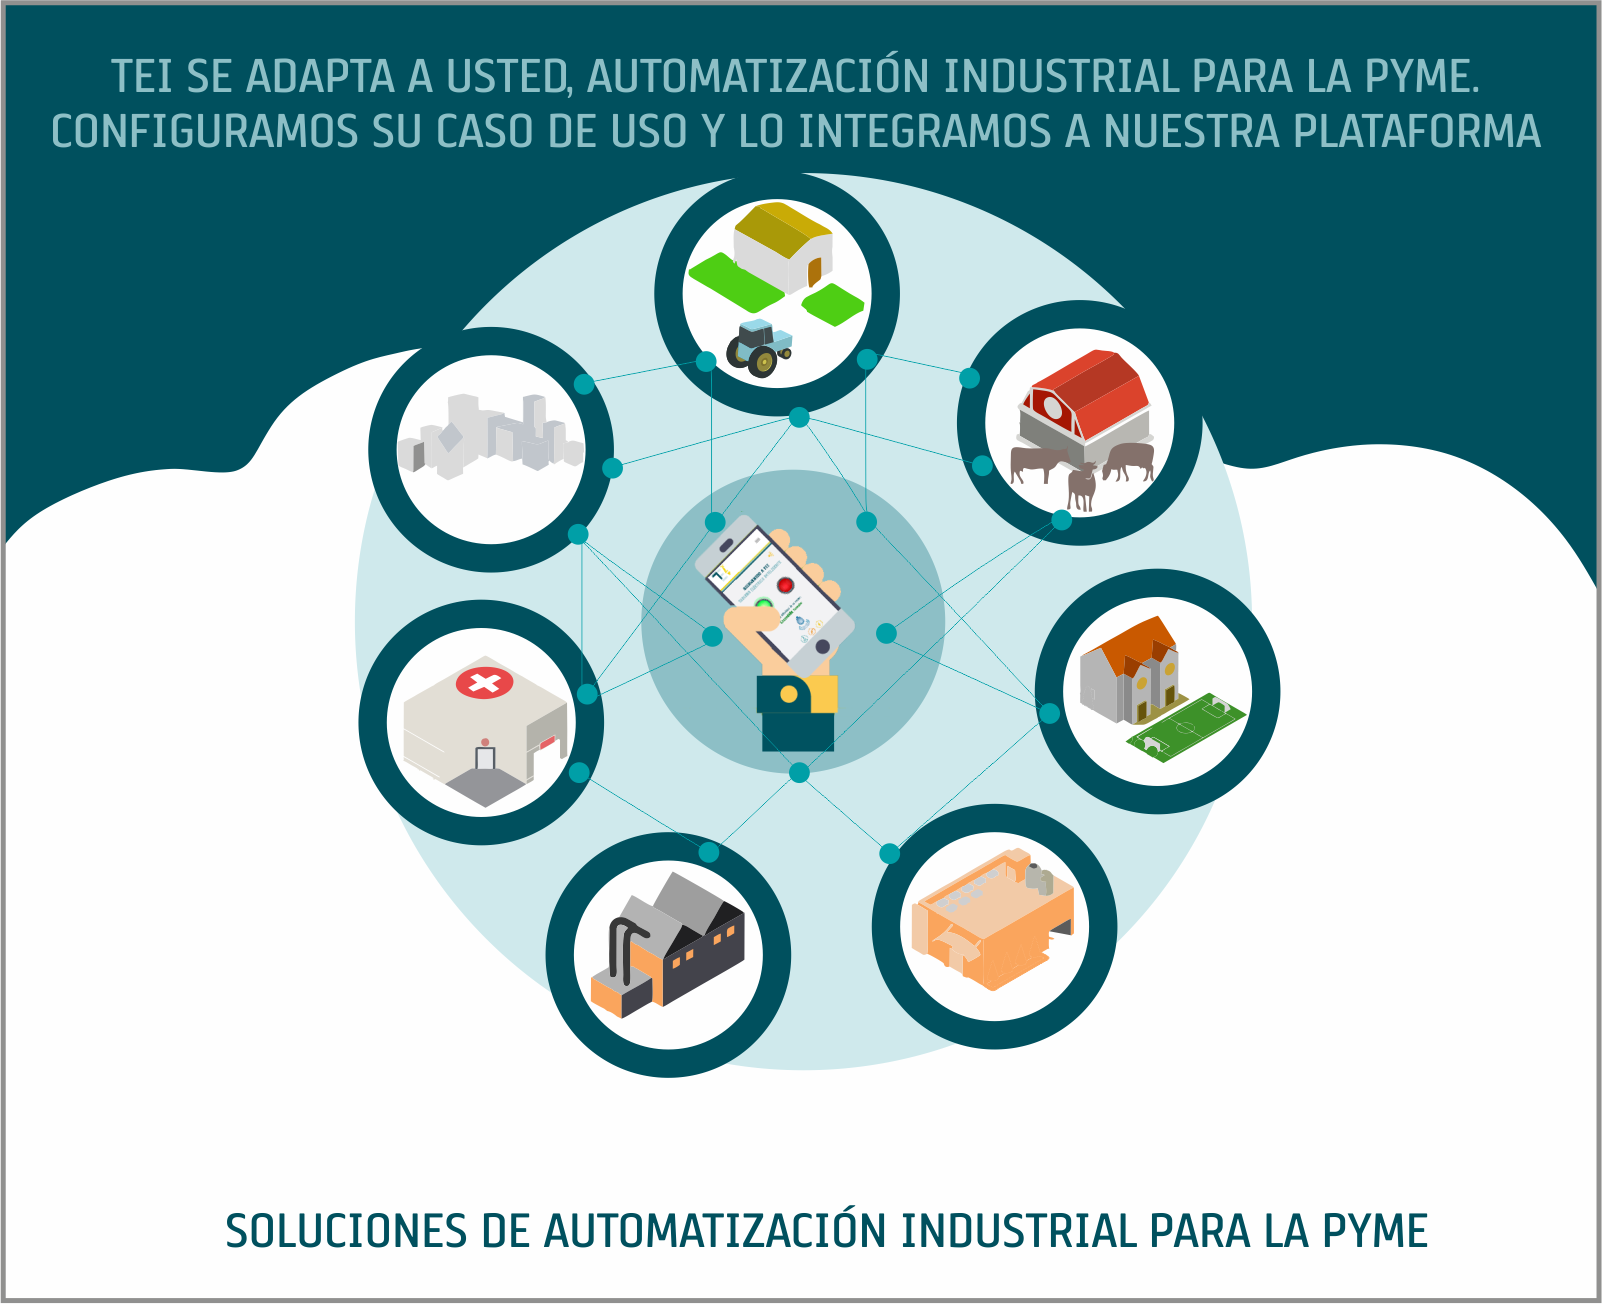 TEI SE ADAPTA A USTED, AUTOMATIZACIÓN INDUSTRIAL PARA LA PYME.
CONFIGURAMOS SU CASO DE USO Y LO INTEGRAMOS A NUESTRA PLATAFORMA
SOLUCIONES DE AUTOMATIZACIÓN INDUSTRIAL PARA LA PYME